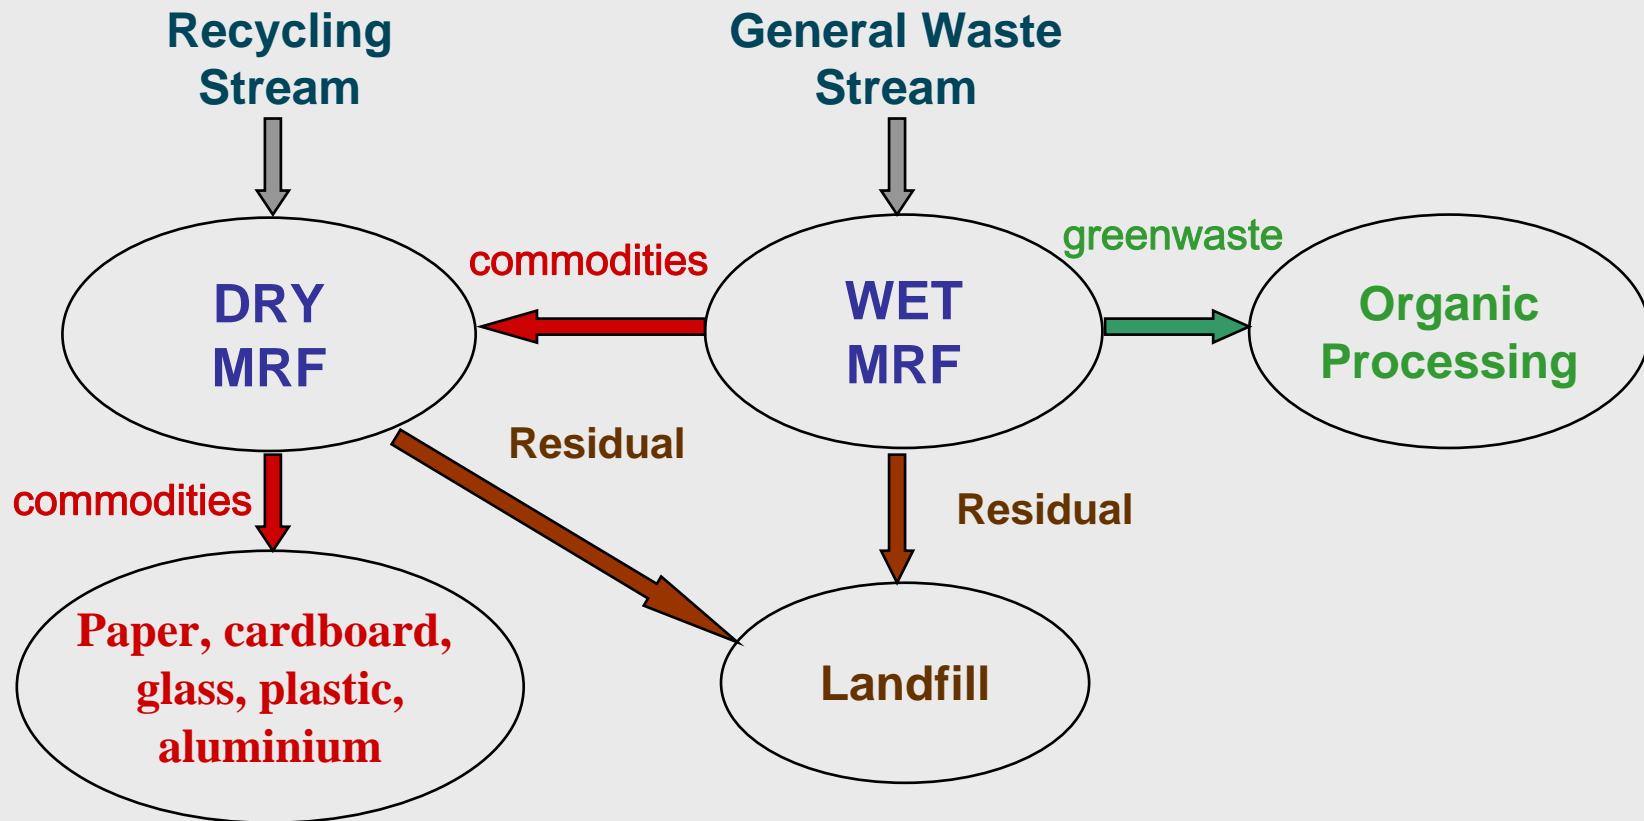 Recycling
Stream
General Waste
Stream
commodities
greenwaste
DRY
MRF
WET
MRF
Organic
Processing
Residual
commodities
Residual
Paper, cardboard,
glass, plastic,
aluminium
Landfill